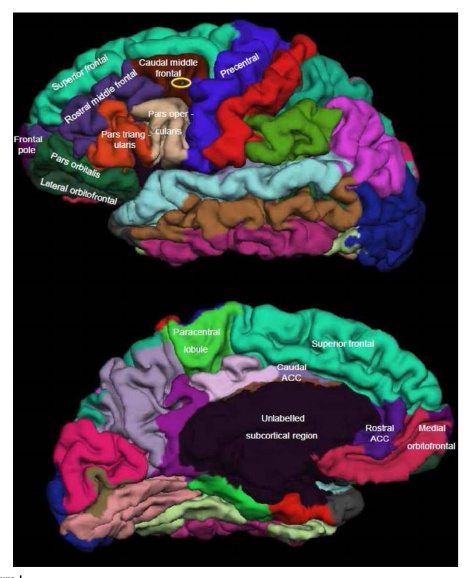 Superior frontal
Caudal middle
frontal
Precentral
Rostral middle frontal
Pars oper -
cularis
Pars triang
ularis
Frontal
pole
Pars orbitalis
Lateral orbitofrontal
Paracentral
lobule
Superior frontal
Caudal
ACC
Unlabelled
subcortical region
Rostral
ACC
Medial
orbitofrontal